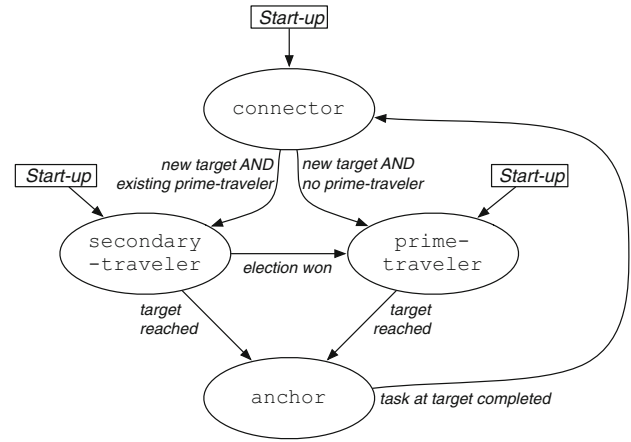 Start-up
connector
new target AND
existing prime-traveler
new target AND
no prime-traveler
Start-up
Start-up
secondary
-traveler
prime-
traveler
election won
target
reached
target
reached
anchor
task at target completed